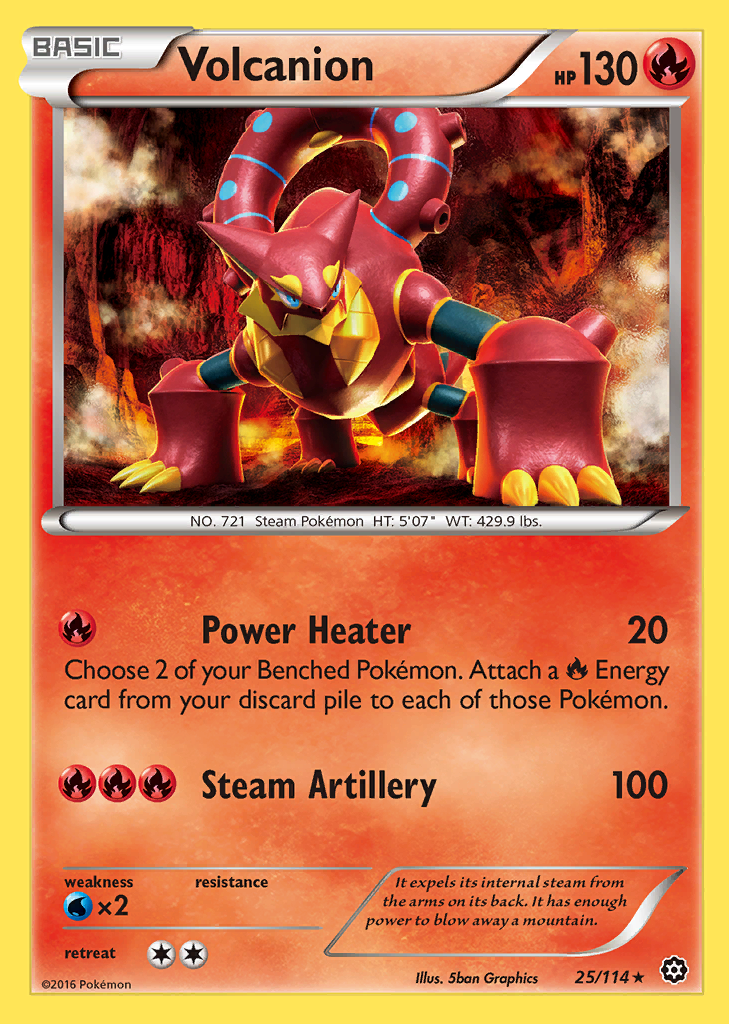 BASIC
Volcanion
HP 130
NO. 721 Steam Pokémon HT: 5'07" WT: 429.9 lbs.
Power Heater 20
Choose 2 of your Benched Pokémon. Attach a Energy
card from your discard pile to each of those Pokémon.
Steam Artillery 100
weakness resistance
×2
It expels its internal steam from
the arms on its back. It has enough
power to blow away a mountain.
retreat
©2016 Pokémon
Illus. 5ban Graphics 25/114 ★